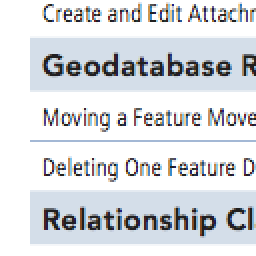 Create and Edit Attachm
Geodatabase R
Moving a Feature Move
Deleting One Feature D
Relationship Cl